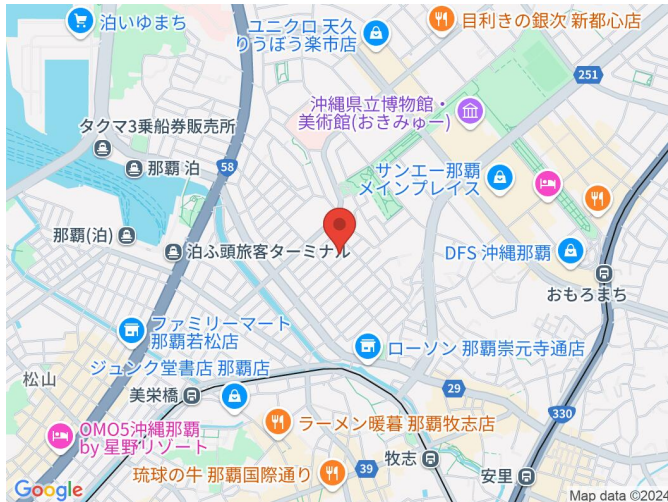 泊いゆまち
ユニクロ 天久
りうぼう楽市店
目利きの銀次 新都心店
251
沖縄県立博物館・
美術館(おきみゅー)
タクマ3乗船券販売所
那覇 泊
58
サンエー那覇
メインプレイス
那覇(泊)
泊ふ頭旅客ターミナル
DFS 沖縄那覇
おもろまち
ファミリーマート
那覇若松店
ローソン 那覇崇元寺通店
ジュンク堂書店 那覇店
松山
美栄橋
29
330
OMO5沖縄那覇
by 星野リゾート
ラーメン暖暮 那覇牧志店
牧志
安里
琉球の牛 那覇国際通り
39
Google
Map data ©2024